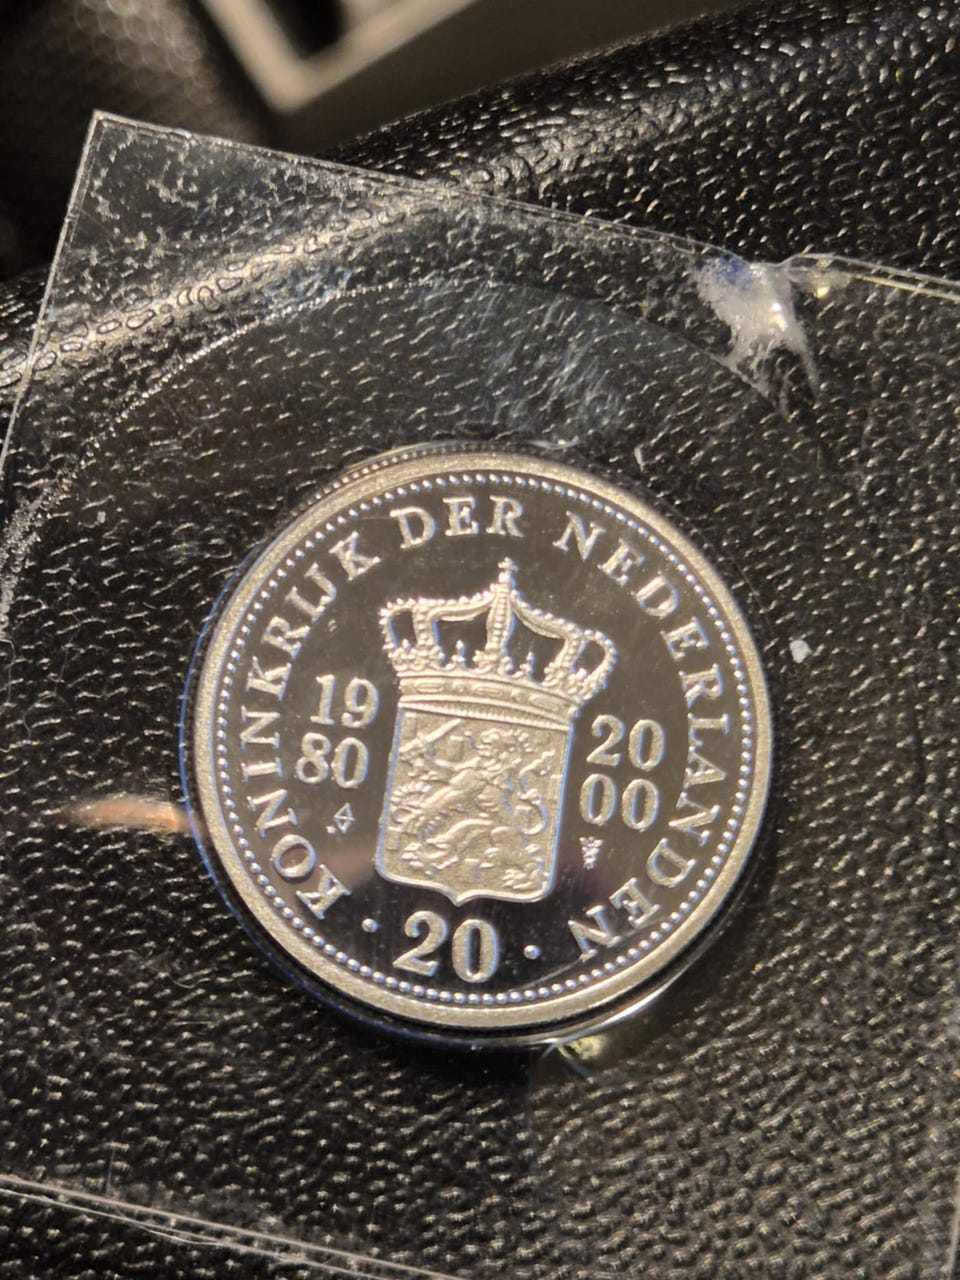 KONINKRIJK DER NEDERLANDEN
19
80
20
00
· 20 ·